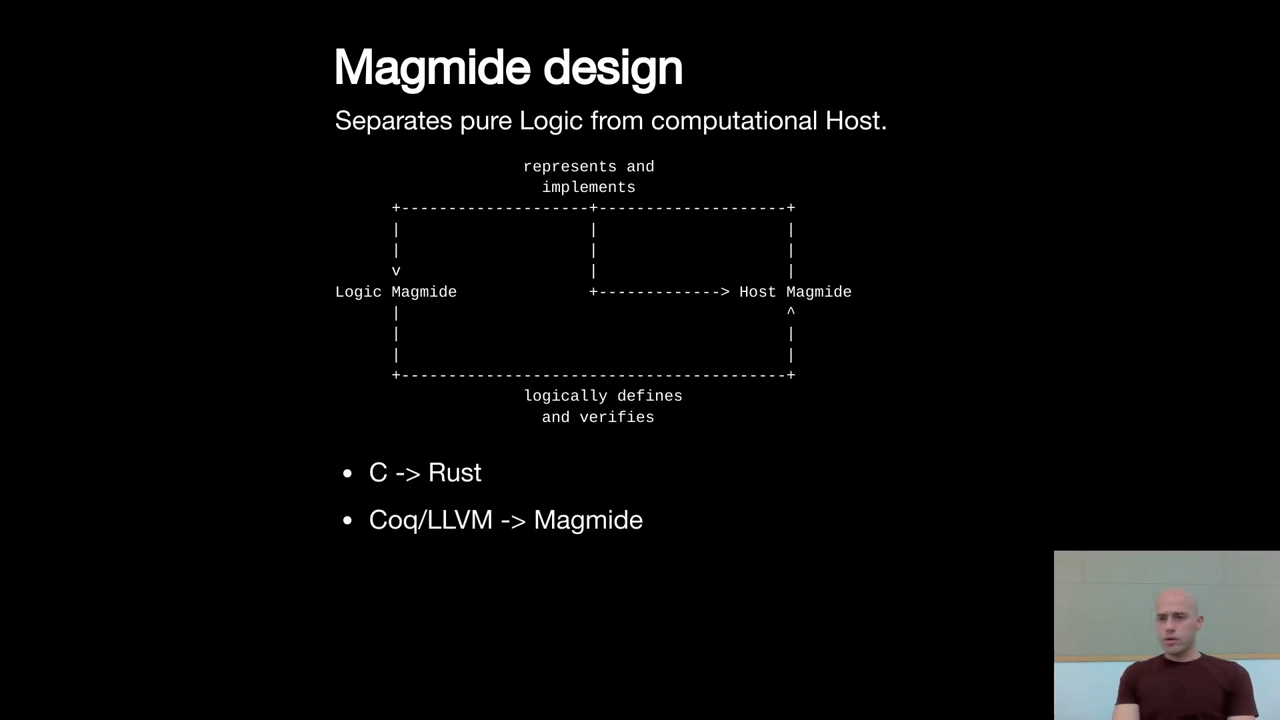 Magmide design
Separates pure Logic from computational Host.
represents and
implements
Logic Magmide
Host Magmide
logically defines
and verifies
• C -> Rust
• Coq/LLVM -> Magmide